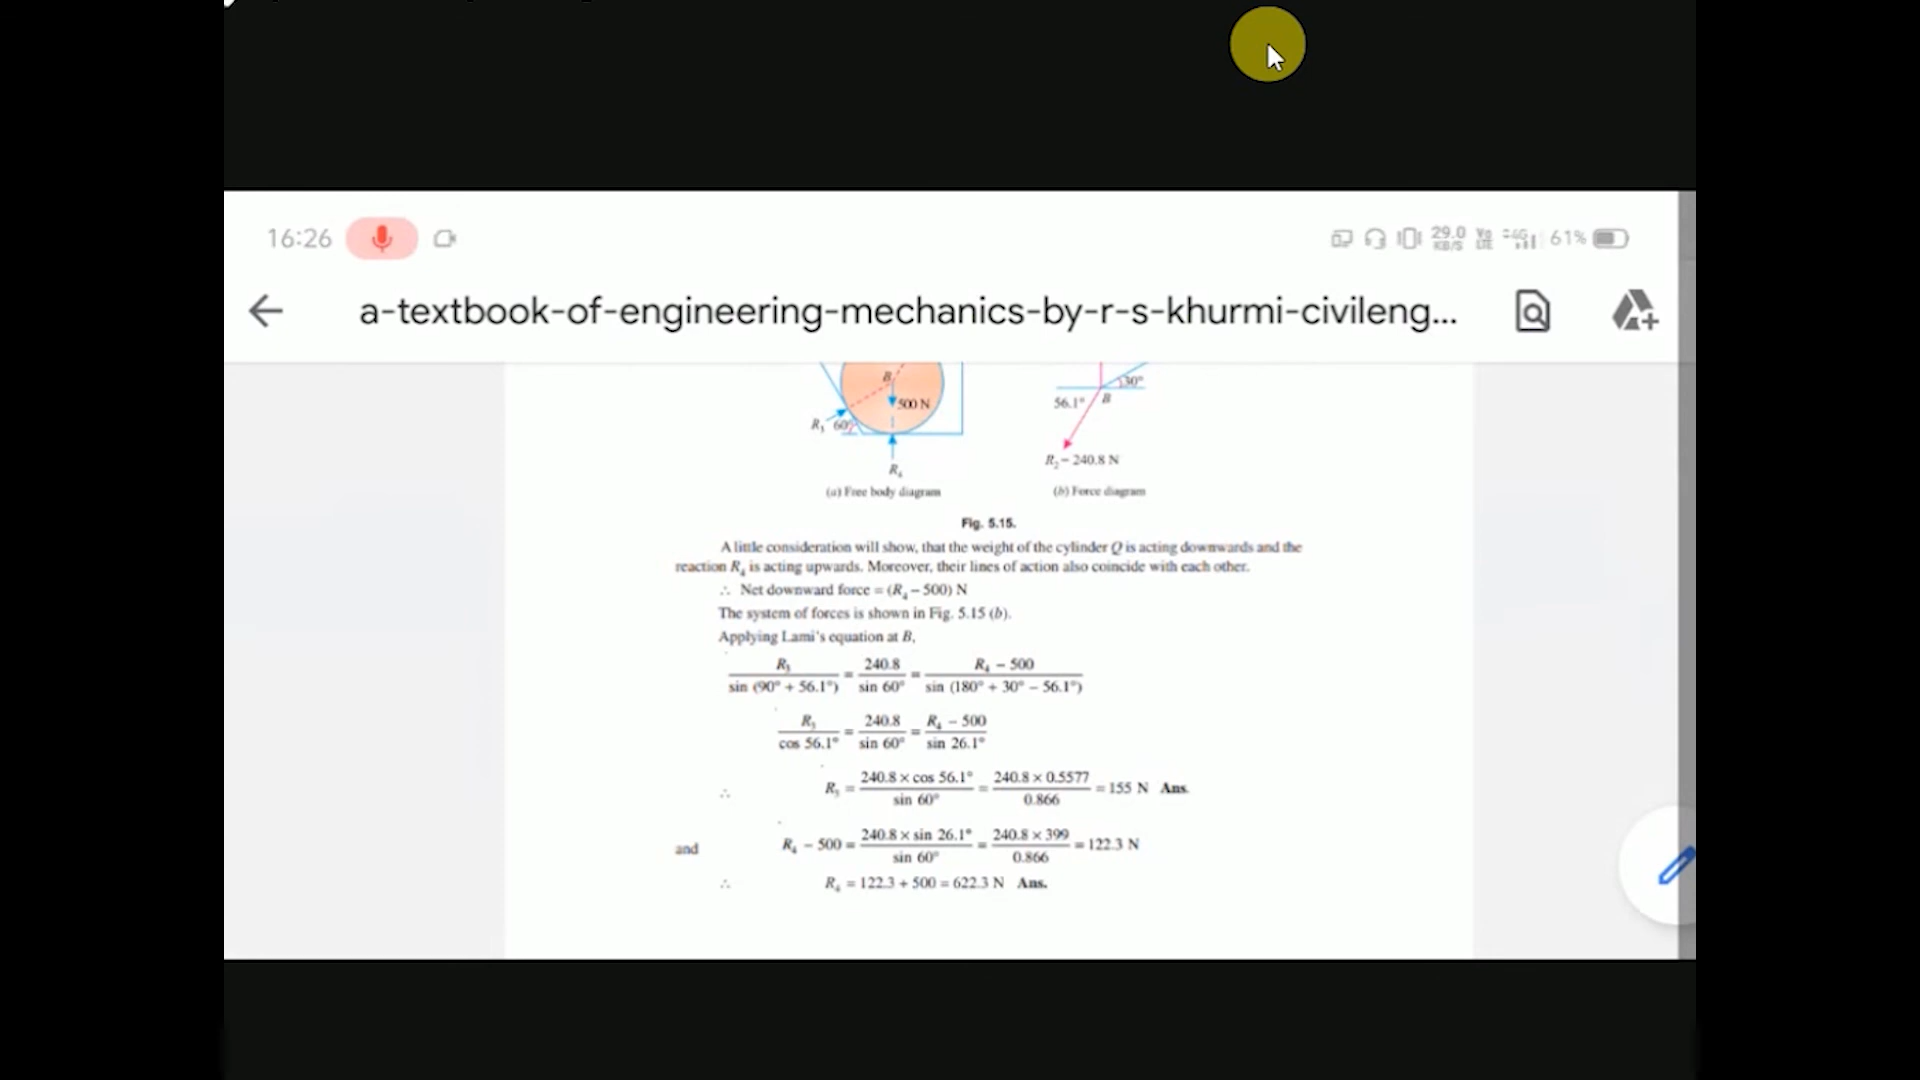 16:26 29.0 KB/S Vo LTE 4G 61%
a-textbook-of-engineering-mechanics-by-r-s-khurmi-civileng...
B 30°
500 N 56.1° B
R₃ 60°
R₂ = 240.8 N
R₄
(a) Free body diagram (b) Force diagram
Fig. 5.15.
A little consideration will show, that the weight of the cylinder Q is acting downwards and the
reaction R₄ is acting upwards. Moreover, their lines of action also coincide with each other.
∴ Net downward force = (R₄ – 500) N
The system of forces is shown in Fig. 5.15 (b).
Applying Lami's equation at B,
R₃ / sin (90° + 56.1°) = 240.8 / sin 60° = R₄ – 500 / sin (180° + 30° – 56.1°)
R₃ / cos 56.1° = 240.8 / sin 60° = R₄ – 500 / sin 26.1°
∴ R₃ = 240.8 × cos 56.1° / sin 60° = 240.8 × 0.5577 / 0.866 = 155 N Ans.
and R₄ – 500 = 240.8 × sin 26.1° / sin 60° = 240.8 × 399 / 0.866 = 122.3 N
∴ R₄ = 122.3 + 500 = 622.3 N Ans.